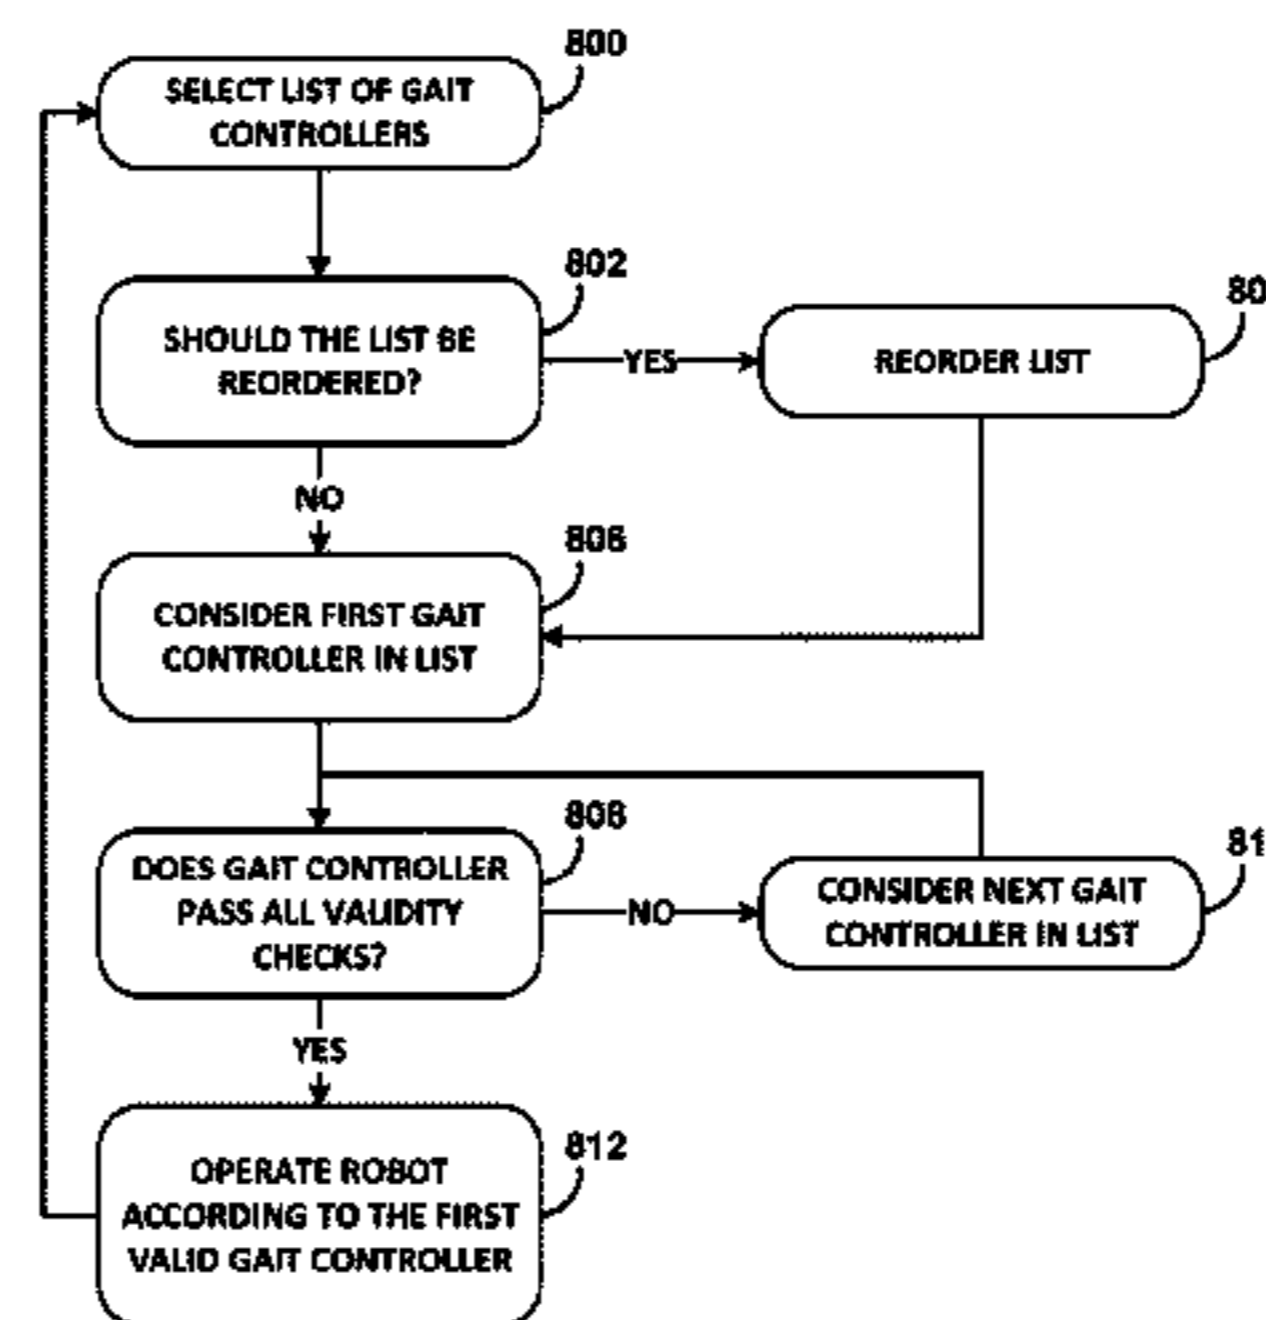 800
SELECT LIST OF GAIT
CONTROLLERS
802
SHOULD THE LIST BE
REORDERED?
YES
80
REORDER LIST
NO
806
CONSIDER FIRST GAIT
CONTROLLER IN LIST
808
DOES GAIT CONTROLLER
PASS ALL VALIDITY
CHECKS?
NO
81
CONSIDER NEXT GAIT
CONTROLLER IN LIST
YES
812
OPERATE ROBOT
ACCORDING TO THE FIRST
VALID GAIT CONTROLLER